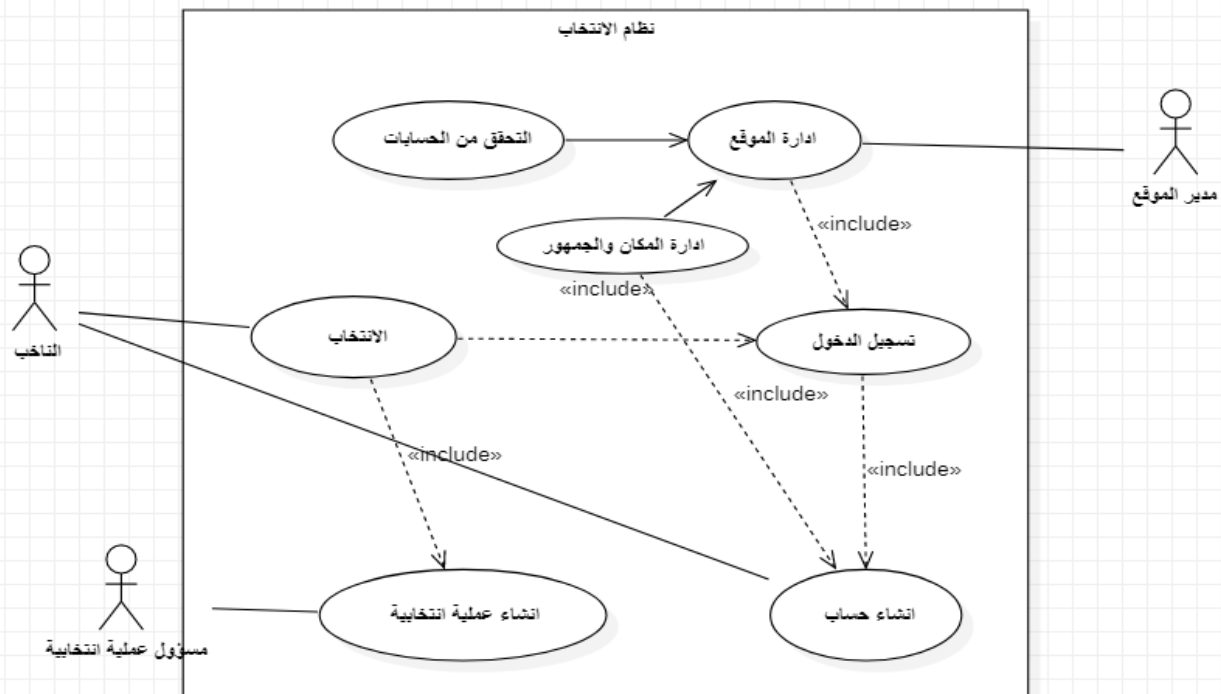 نظام الانتخاب
التحقق من الحسابات
ادارة الموقع
مدير الموقع
«include»
ادارة المكان والجمهور
«include»
الناخب
الانتخاب
تسجيل الدخول
«include»
«include»
«include»
انشاء عملية انتخابية
انشاء حساب
مسؤول عملية انتخابية